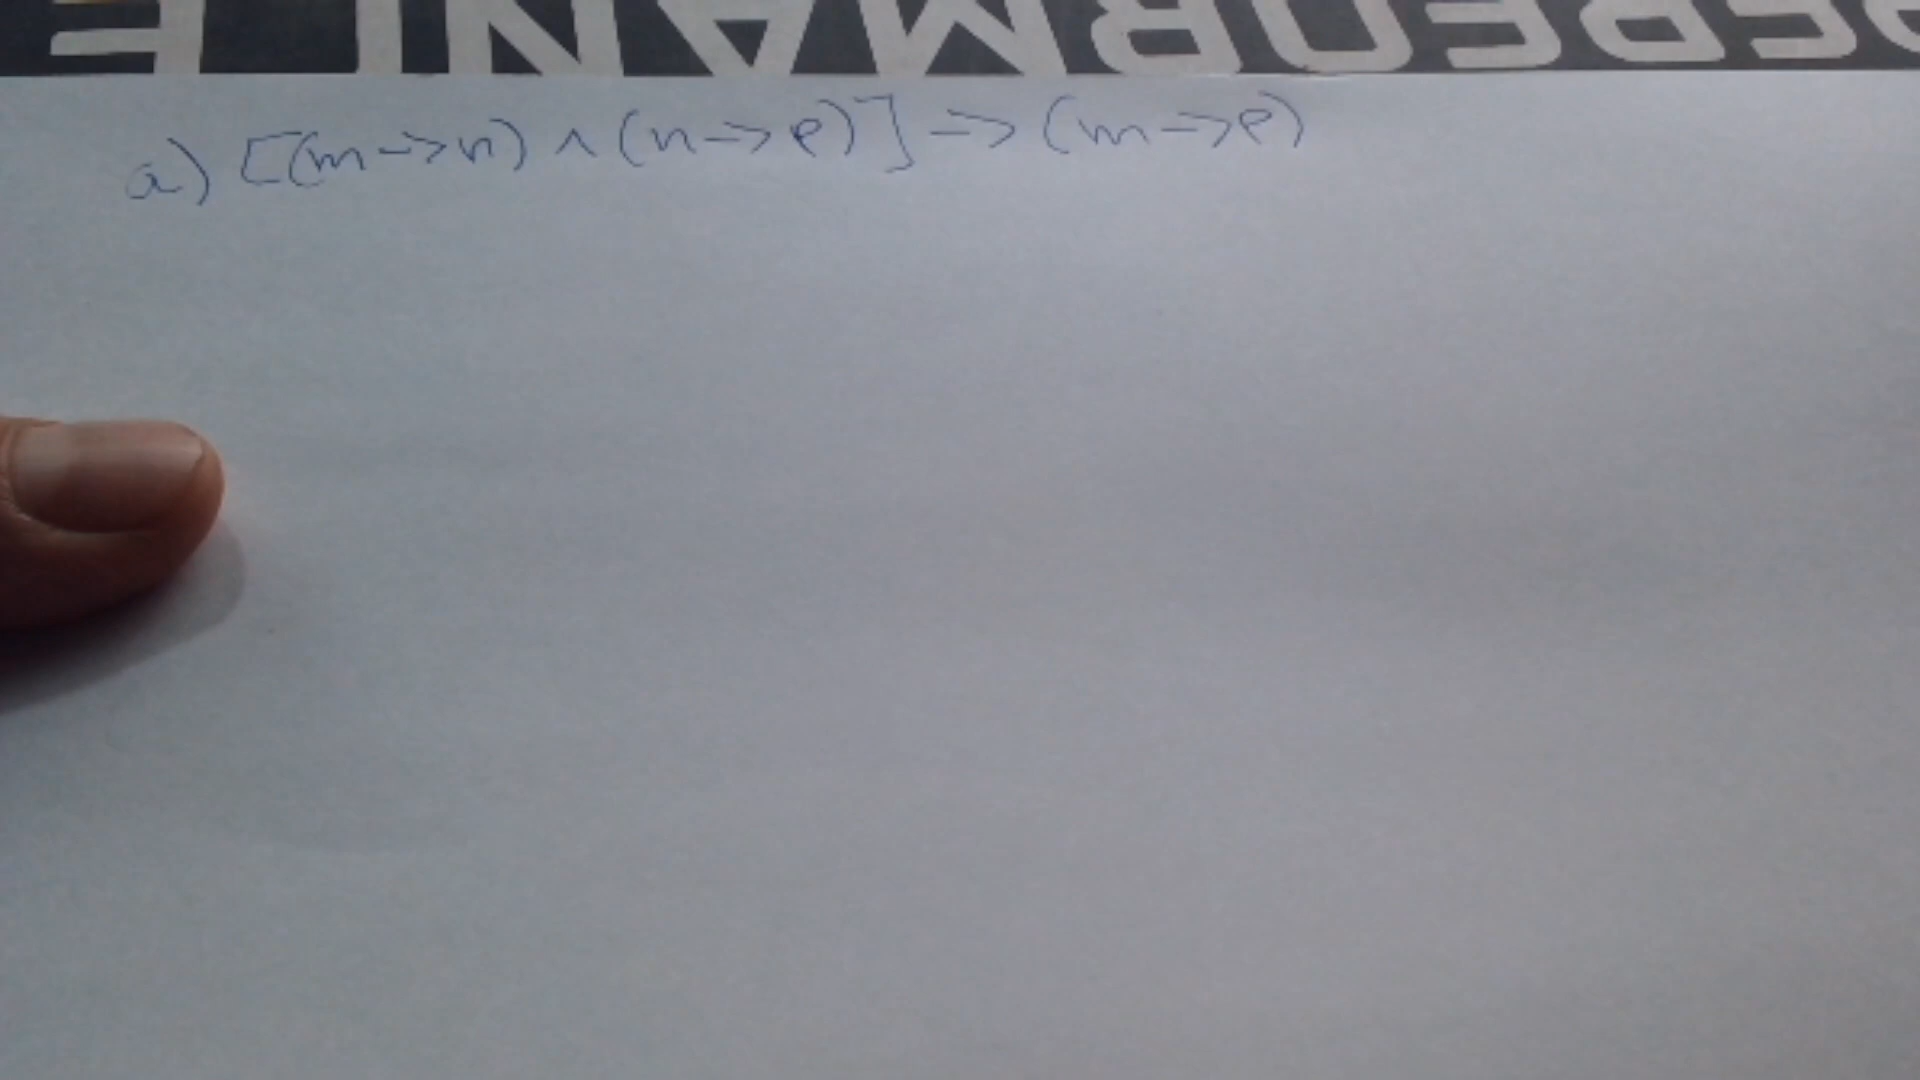 a) [(m->n) ∧ (n->p)] -> (m->p)